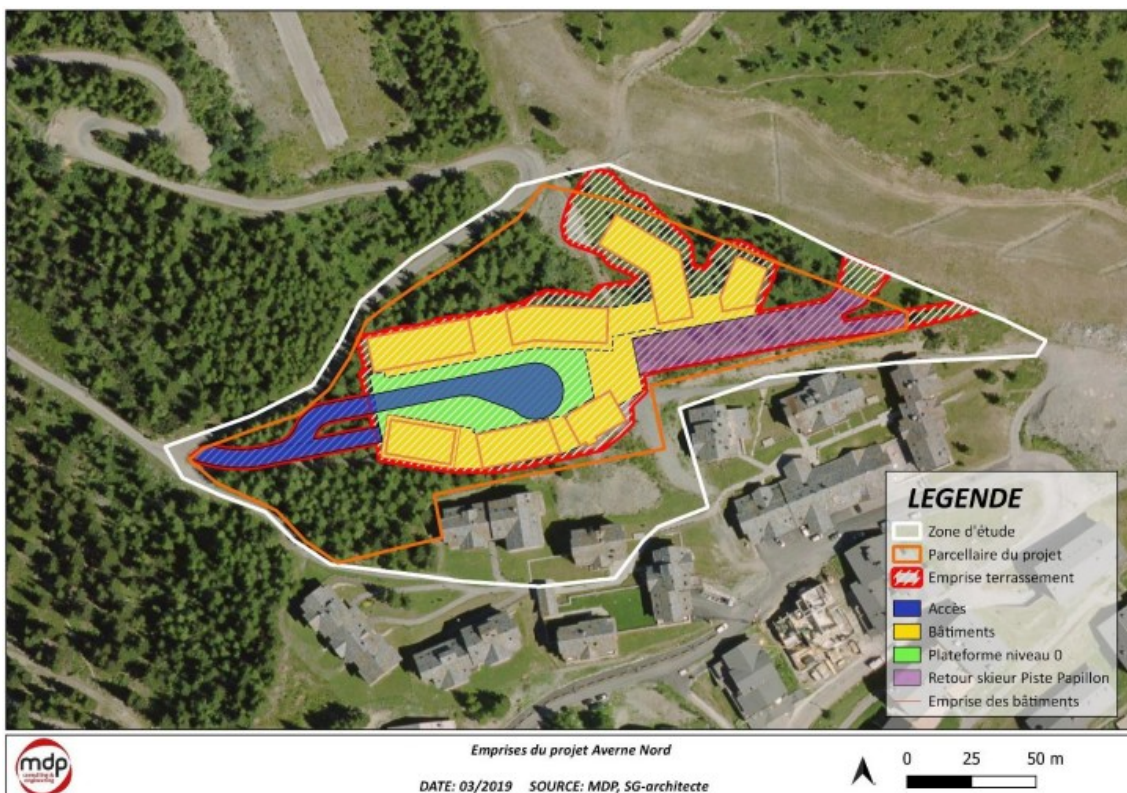 LEGENDE
Zone d'étude
Parcellaire du projet
Emprise terrassement
Accès
Bâtiments
Plateforme niveau 0
Retour skieur Piste Papillon
Emprise des bâtiments
mdp
consulting &
engineering
Emprises du projet Averne Nord
DATE: 03/2019 SOURCE: MDP, SG-architecte
0 25 50 m